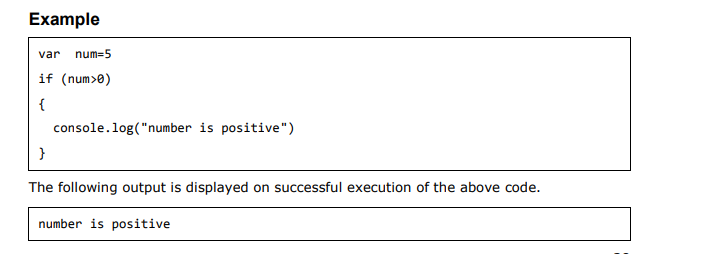 Example
var  num=5
if (num>0)
{
  console.log("number is positive")
}
The following output is displayed on successful execution of the above code.
number is positive